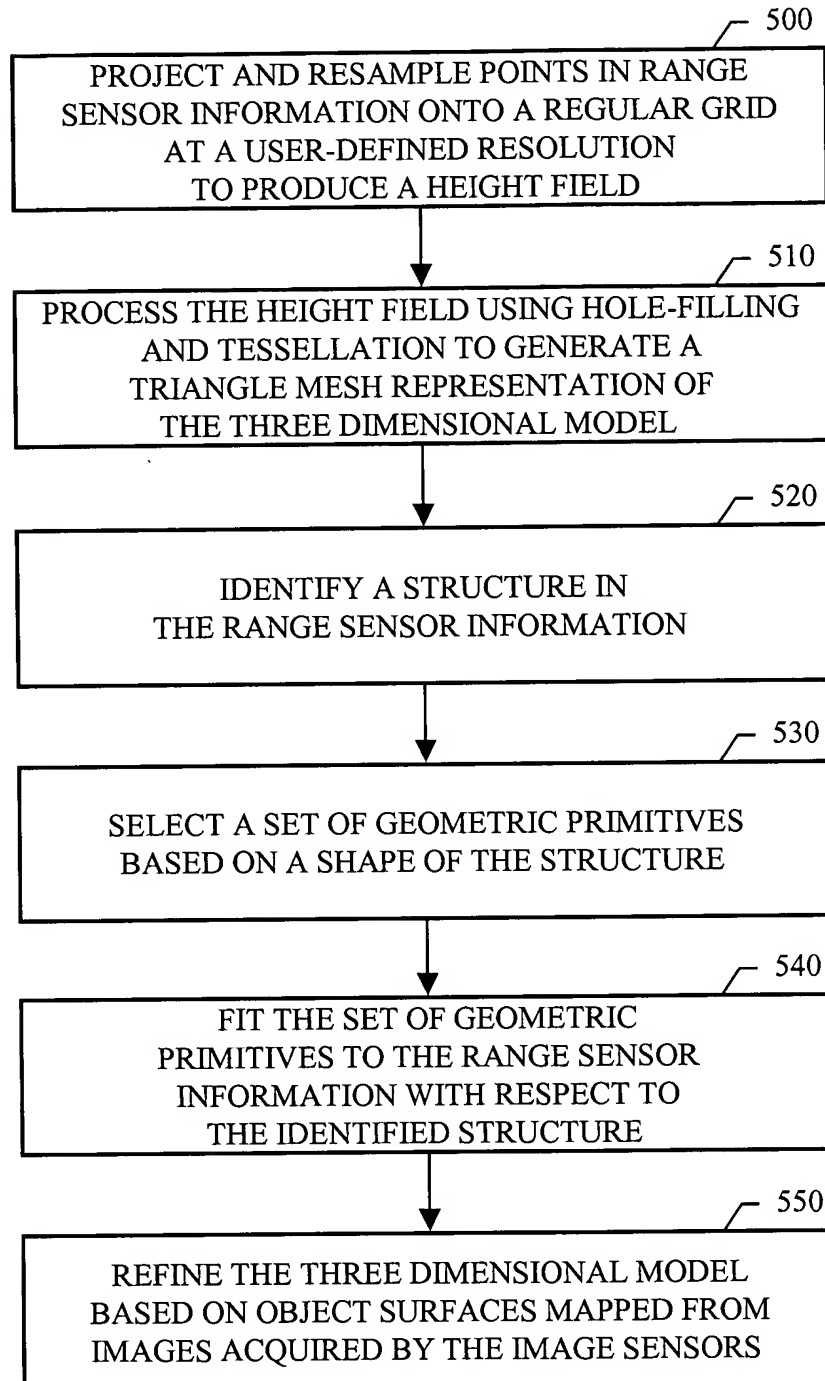 500
PROJECT AND RESAMPLE POINTS IN RANGE
SENSOR INFORMATION ONTO A REGULAR GRID
AT A USER-DEFINED RESOLUTION
TO PRODUCE A HEIGHT FIELD
510
PROCESS THE HEIGHT FIELD USING HOLE-FILLING
AND TESSELLATION TO GENERATE A
TRIANGLE MESH REPRESENTATION OF
THE THREE DIMENSIONAL MODEL
520
IDENTIFY A STRUCTURE IN
THE RANGE SENSOR INFORMATION
530
SELECT A SET OF GEOMETRIC PRIMITIVES
BASED ON A SHAPE OF THE STRUCTURE
540
FIT THE SET OF GEOMETRIC
PRIMITIVES TO THE RANGE SENSOR
INFORMATION WITH RESPECT TO
THE IDENTIFIED STRUCTURE
550
REFINE THE THREE DIMENSIONAL MODEL
BASED ON OBJECT SURFACES MAPPED FROM
IMAGES ACQUIRED BY THE IMAGE SENSORS